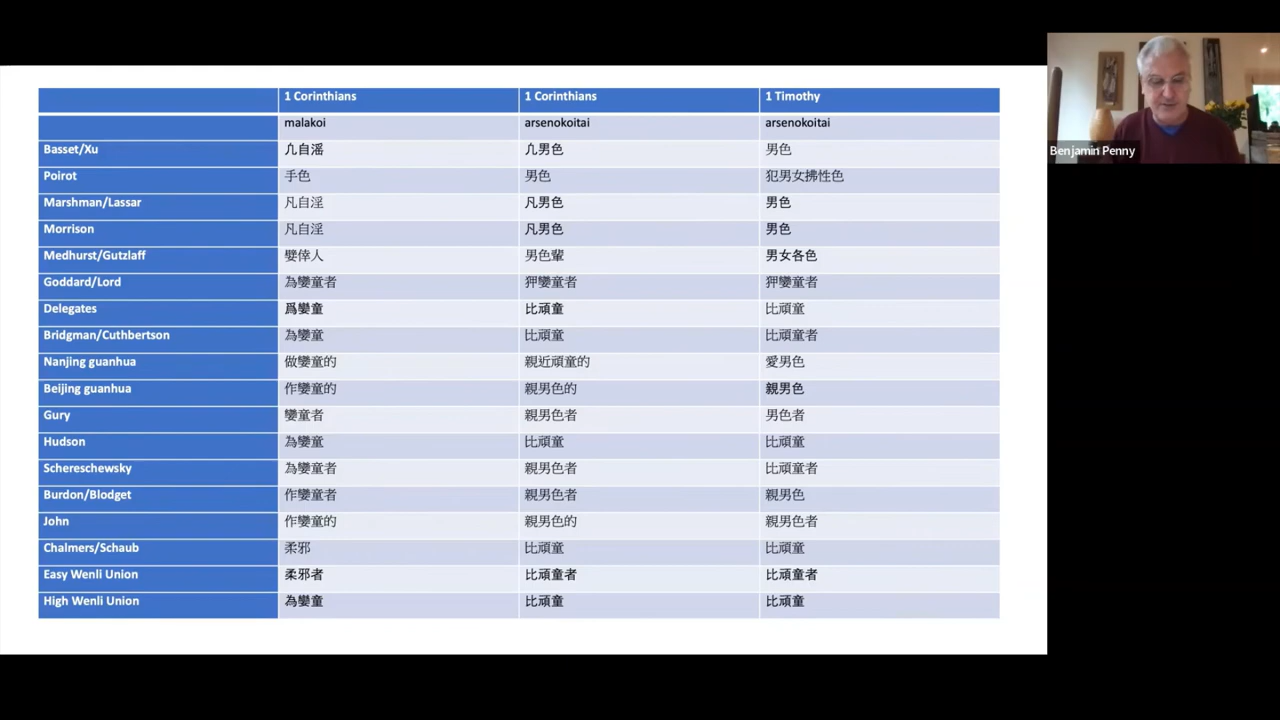 1 Corinthians 1 Corinthians 1 Timothy
malakoi arsenokoitai arsenokoitai
Basset/Xu 凢自滛 凢男色 男色
Poirot 手色 男色 犯男女拂性色
Marshman/Lassar 凡自淫 凡男色 男色
Morrison 凡自淫 凡男色 男色
Medhurst/Gutzlaff 嬖倖人 男色輩 男女各色
Goddard/Lord 為孌童者 狎孌童者 狎孌童者
Delegates 爲孌童 比頑童 比頑童
Bridgman/Cuthbertson 為孌童 比頑童 比頑童者
Nanjing guanhua 做孌童的 親近頑童的 愛男色
Beijing guanhua 作孌童的 親男色的 親男色
Gury 孌童者 親男色者 男色者
Hudson 為孌童 比頑童 比頑童
Schereschewsky 為孌童者 親男色者 比頑童者
Burdon/Blodget 作孌童者 親男色者 親男色
John 作孌童的 親男色的 親男色者
Chalmers/Schaub 柔邪 比頑童 比頑童
Easy Wenli Union 柔邪者 比頑童者 比頑童者
High Wenli Union 為孌童 比頑童 比頑童
Benjamin Penny